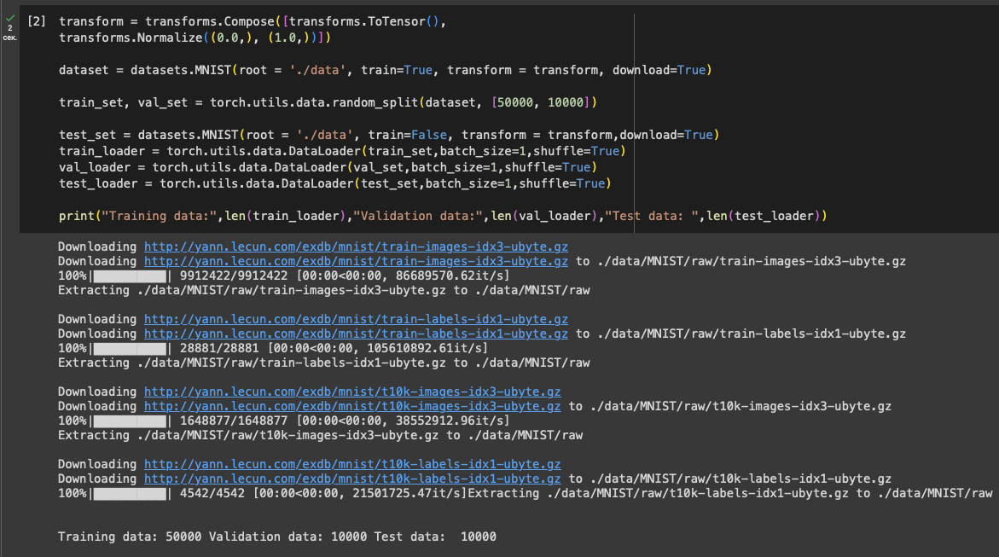 2
сек.
[2] transform = transforms.Compose([transforms.ToTensor(),
transforms.Normalize((0.0,), (1.0,))])
dataset = datasets.MNIST(root = './data', train=True, transform = transform, download=True)
train_set, val_set = torch.utils.data.random_split(dataset, [50000, 10000])
test_set = datasets.MNIST(root = './data', train=False, transform = transform,download=True)
train_loader = torch.utils.data.DataLoader(train_set,batch_size=1,shuffle=True)
val_loader = torch.utils.data.DataLoader(val_set,batch_size=1,shuffle=True)
test_loader = torch.utils.data.DataLoader(test_set,batch_size=1,shuffle=True)
print("Training data:",len(train_loader),"Validation data:",len(val_loader),"Test data: ",len(test_loader))
Downloading http://yann.lecun.com/exdb/mnist/train-images-idx3-ubyte.gz
Downloading http://yann.lecun.com/exdb/mnist/train-images-idx3-ubyte.gz to ./data/MNIST/raw/train-images-idx3-ubyte.gz
100%|██████████| 9912422/9912422 [00:00<00:00, 86689570.62it/s]
Extracting ./data/MNIST/raw/train-images-idx3-ubyte.gz to ./data/MNIST/raw
Downloading http://yann.lecun.com/exdb/mnist/train-labels-idx1-ubyte.gz
Downloading http://yann.lecun.com/exdb/mnist/train-labels-idx1-ubyte.gz to ./data/MNIST/raw/train-labels-idx1-ubyte.gz
100%|██████████| 28881/28881 [00:00<00:00, 105610892.61it/s]
Extracting ./data/MNIST/raw/train-labels-idx1-ubyte.gz to ./data/MNIST/raw
Downloading http://yann.lecun.com/exdb/mnist/t10k-images-idx3-ubyte.gz
Downloading http://yann.lecun.com/exdb/mnist/t10k-images-idx3-ubyte.gz to ./data/MNIST/raw/t10k-images-idx3-ubyte.gz
100%|██████████| 1648877/1648877 [00:00<00:00, 38552912.96it/s]
Extracting ./data/MNIST/raw/t10k-images-idx3-ubyte.gz to ./data/MNIST/raw
Downloading http://yann.lecun.com/exdb/mnist/t10k-labels-idx1-ubyte.gz
Downloading http://yann.lecun.com/exdb/mnist/t10k-labels-idx1-ubyte.gz to ./data/MNIST/raw/t10k-labels-idx1-ubyte.gz
100%|██████████| 4542/4542 [00:00<00:00, 21501725.47it/s]Extracting ./data/MNIST/raw/t10k-labels-idx1-ubyte.gz to ./data/MNIST/raw
Training data: 50000 Validation data: 10000 Test data:  10000